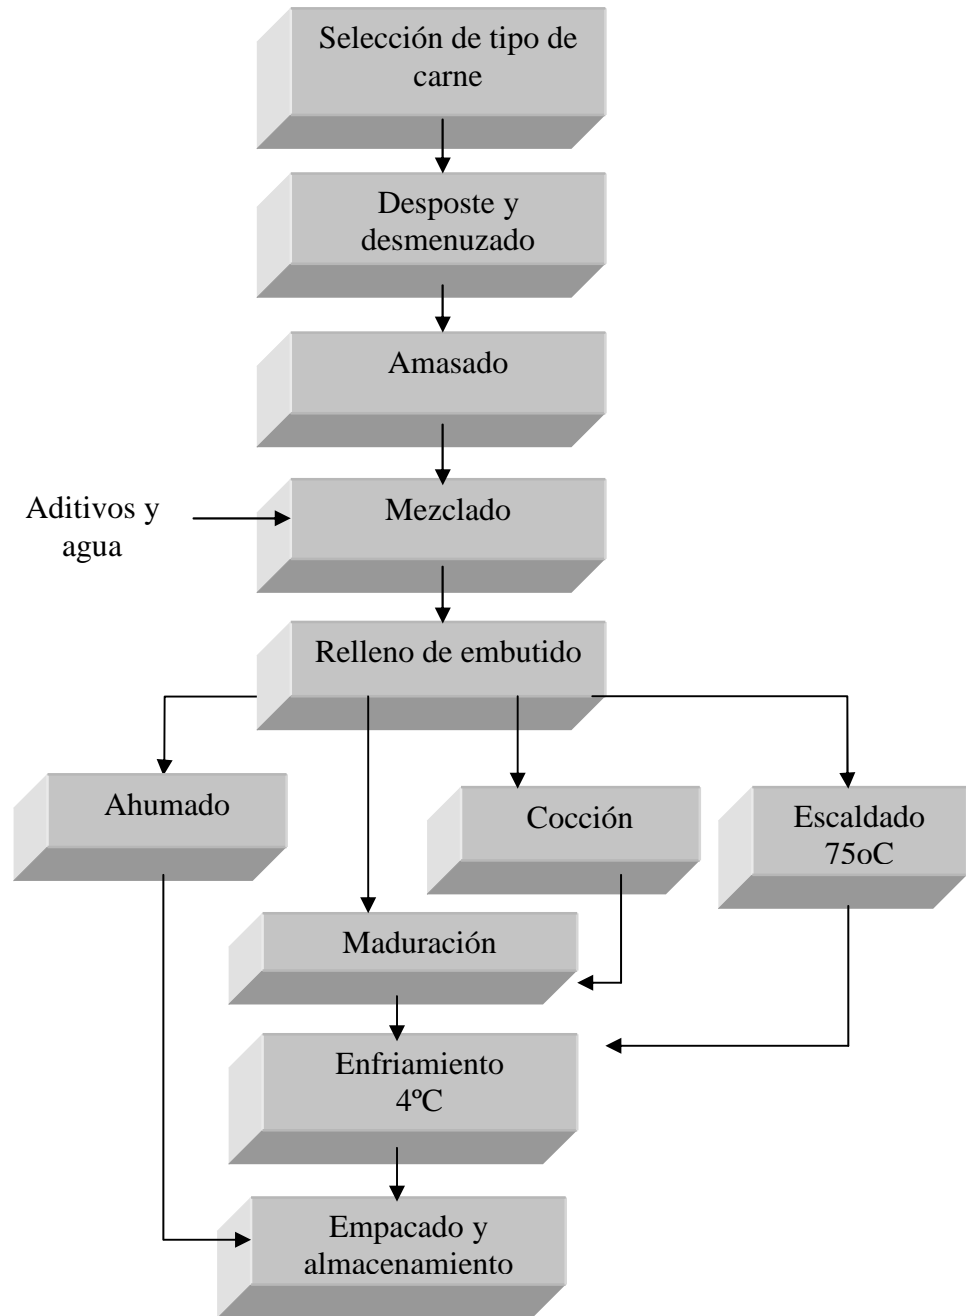 Selección de tipo de
carne
Desposte y
desmenuzado
Amasado
Aditivos y
agua
Mezclado
Relleno de embutido
Ahumado
Cocción
Escaldado
75oC
Maduración
Enfriamiento
4ºC
Empacado y
almacenamiento